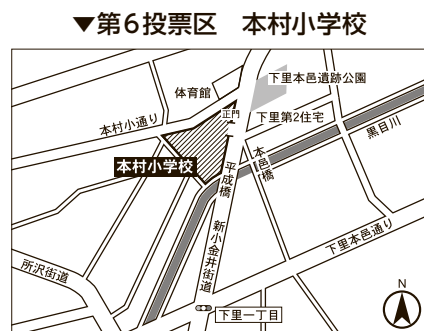 ▼第6投票区　本村小学校
体育館
下里本邑遺跡公園
正門
下里第2住宅
本村小通り
黒目川
本村小学校
本邑橋
平成橋
新小金井街道
下里本邑通り
所沢街道
下里一丁目
N